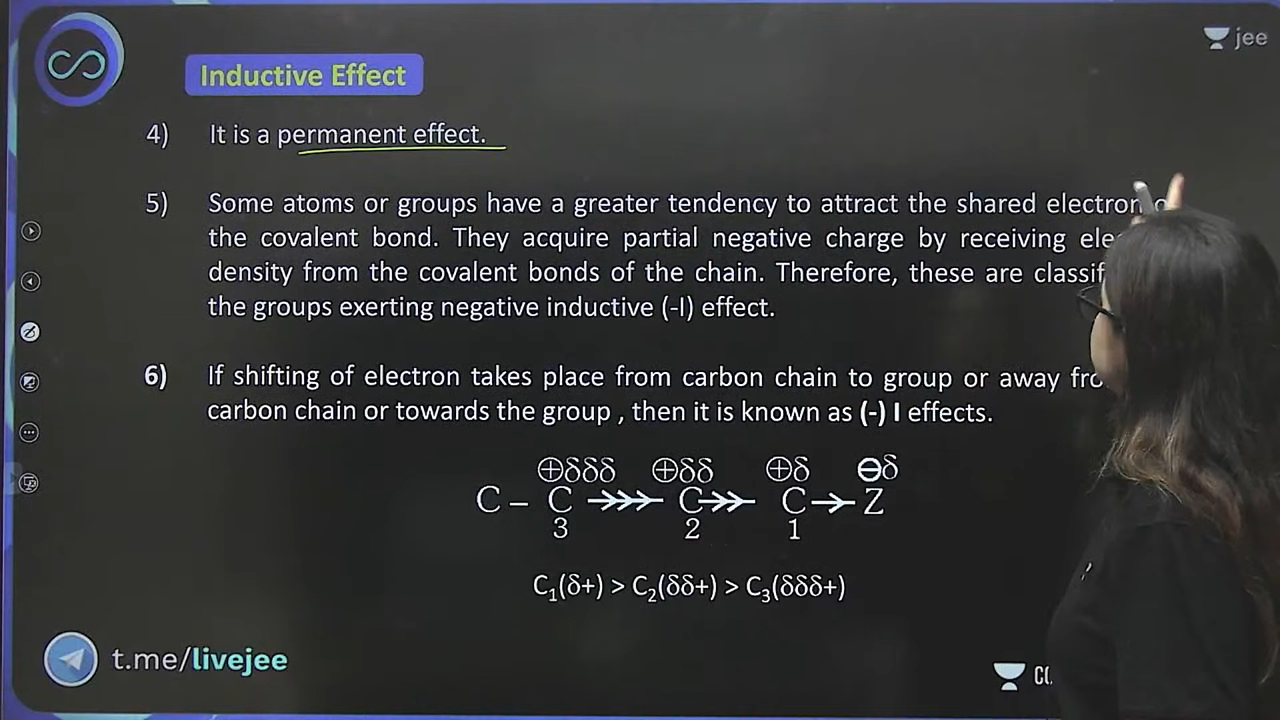 jee
Inductive Effect
4) It is a permanent effect.
5) Some atoms or groups have a greater tendency to attract the shared electron
the covalent bond. They acquire partial negative charge by receiving
density from the covalent bonds of the chain. Therefore, these are
the groups exerting negative inductive (-I) effect.
6) If shifting of electron takes place from carbon chain to group or away
carbon chain or towards the group , then it is known as (-) I effects.
⊕δδδ ⊕δδ ⊕δ ⊖δ
C – C →→→ C →→ C → Z
3 2 1
C₁(δ+) > C₂(δδ+) > C₃(δδδ+)
t.me/livejee